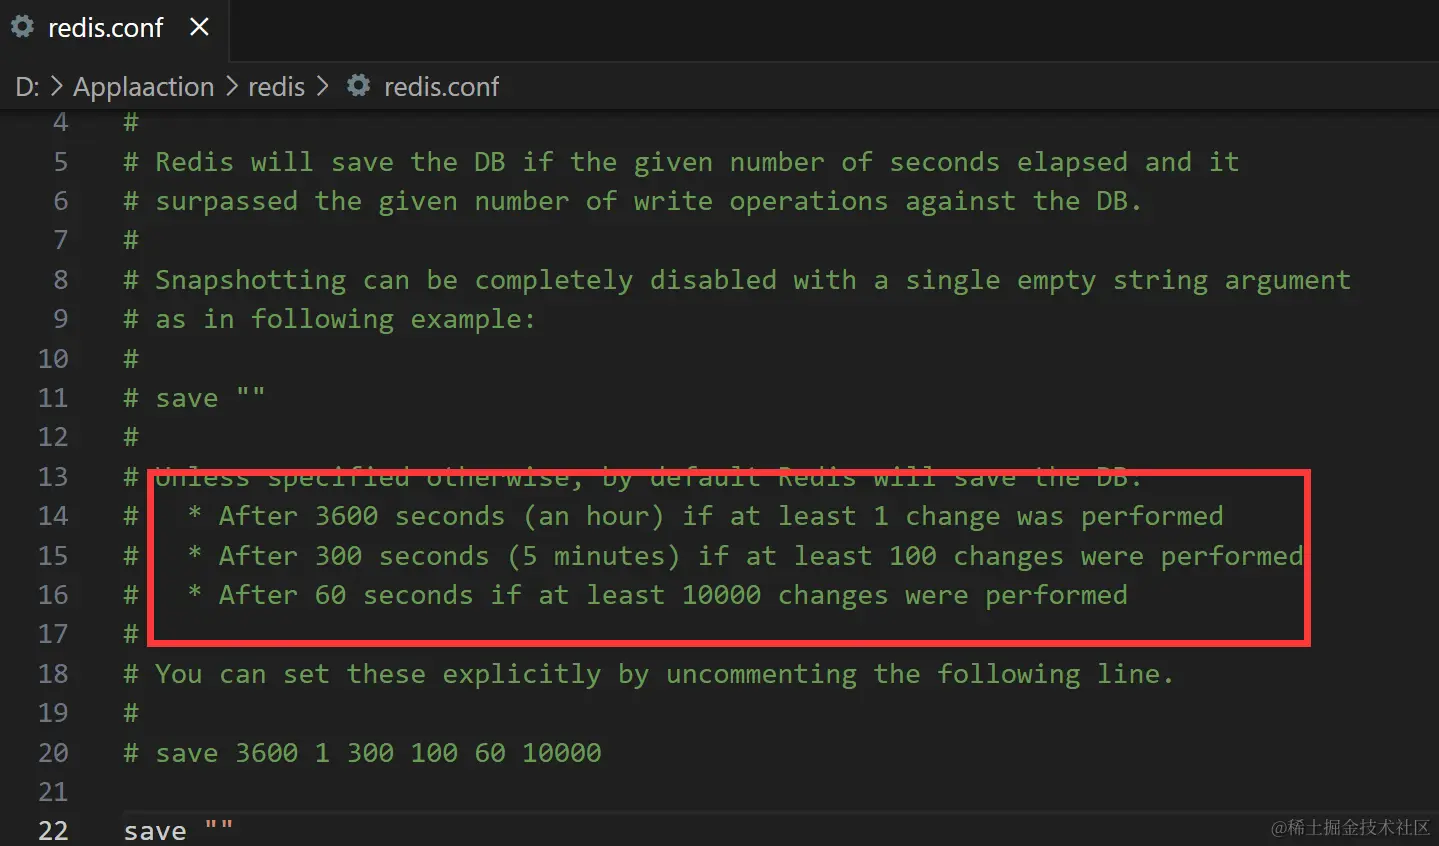 redis.conf
D: > Applaaction > redis > redis.conf
4 #
5 # Redis will save the DB if the given number of seconds elapsed and it
6 # surpassed the given number of write operations against the DB.
7 #
8 # Snapshotting can be completely disabled with a single empty string argument
9 # as in following example:
10 #
11 # save ""
12 #
13 # Unless specified otherwise, by default Redis will save the DB:
14 #   * After 3600 seconds (an hour) if at least 1 change was performed
15 #   * After 300 seconds (5 minutes) if at least 100 changes were performed
16 #   * After 60 seconds if at least 10000 changes were performed
17 #
18 # You can set these explicitly by uncommenting the following line.
19 #
20 # save 3600 1 300 100 60 10000
21
22 save ""
@稀土掘金技术社区